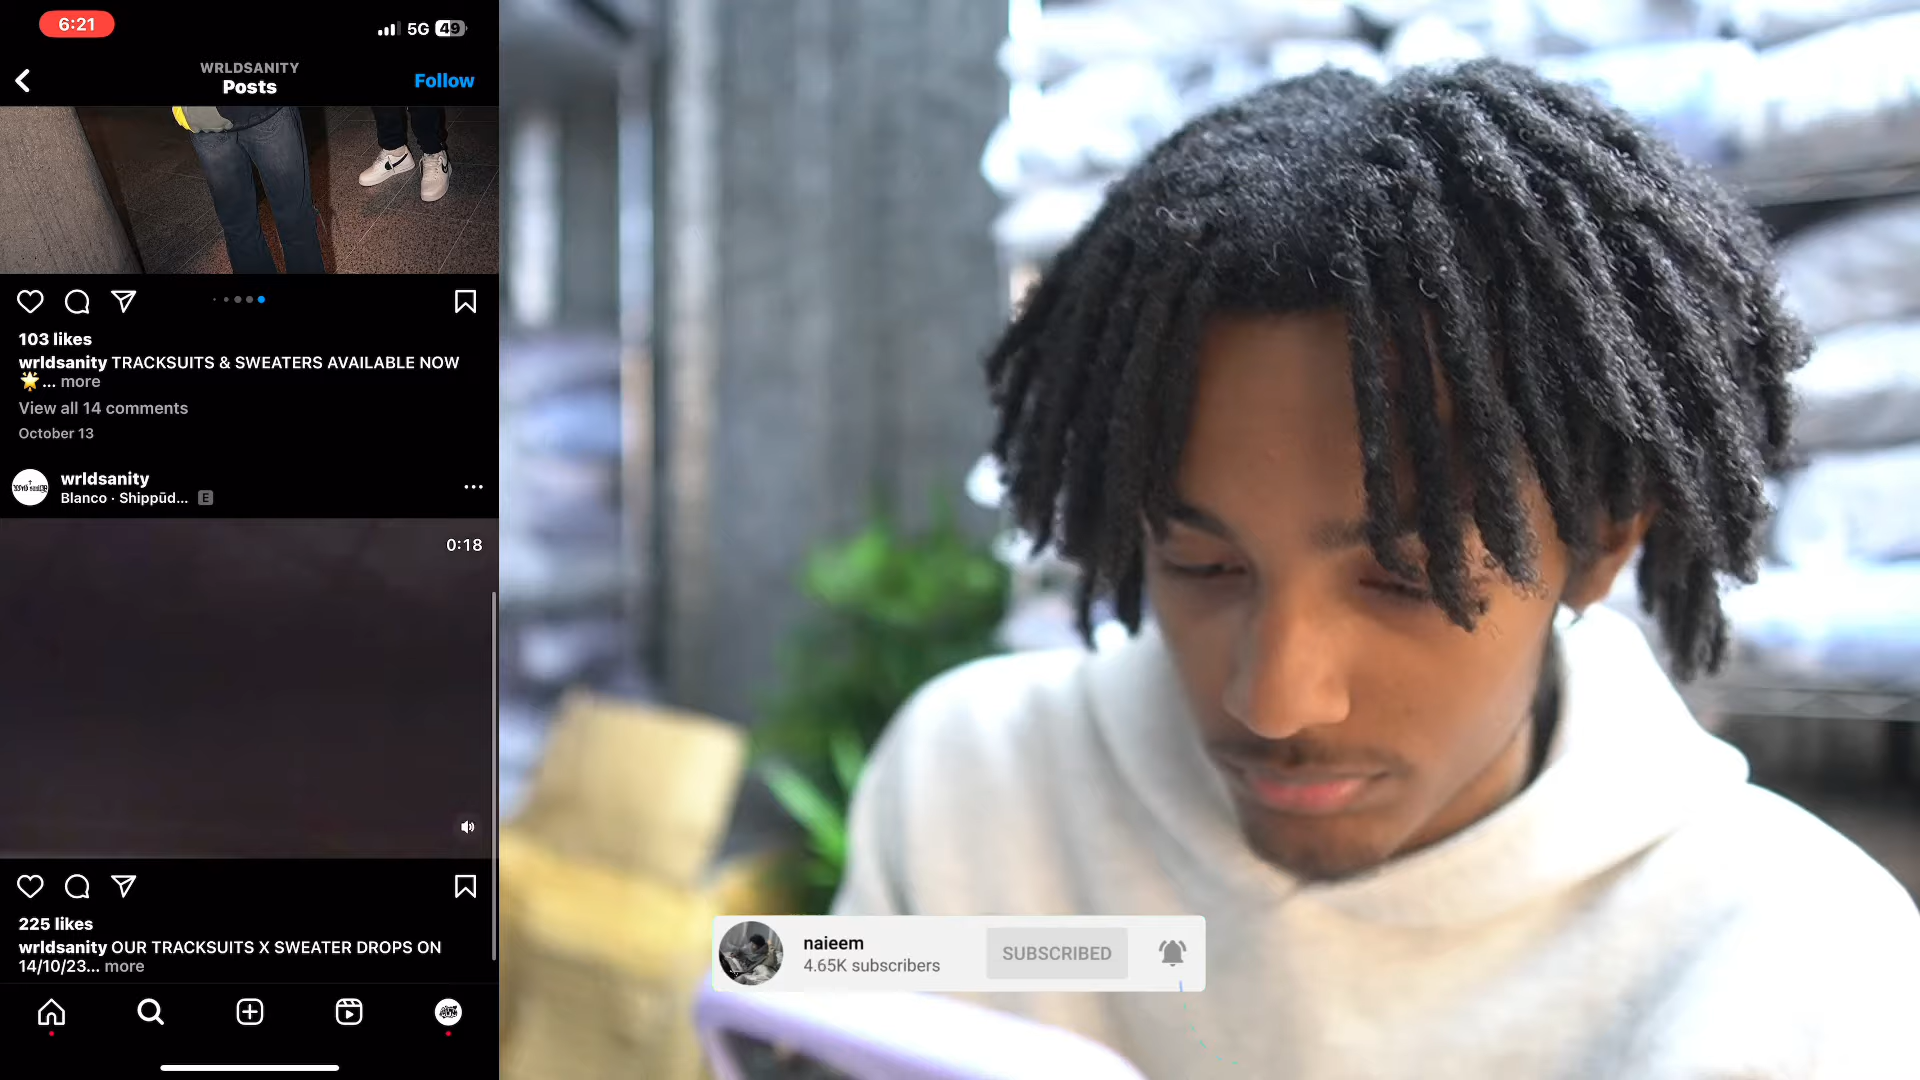 6:21
5G 49
WRLDSANITY
Posts
Follow
103 likes
wrldsanity TRACKSUITS & SWEATERS AVAILABLE NOW
🌟... more
View all 14 comments
October 13
wrldsanity
Blanco · Shippūd... E
0:18
225 likes
wrldsanity OUR TRACKSUITS X SWEATER DROPS ON
14/10/23... more
naieem
4.65K subscribers
SUBSCRIBED